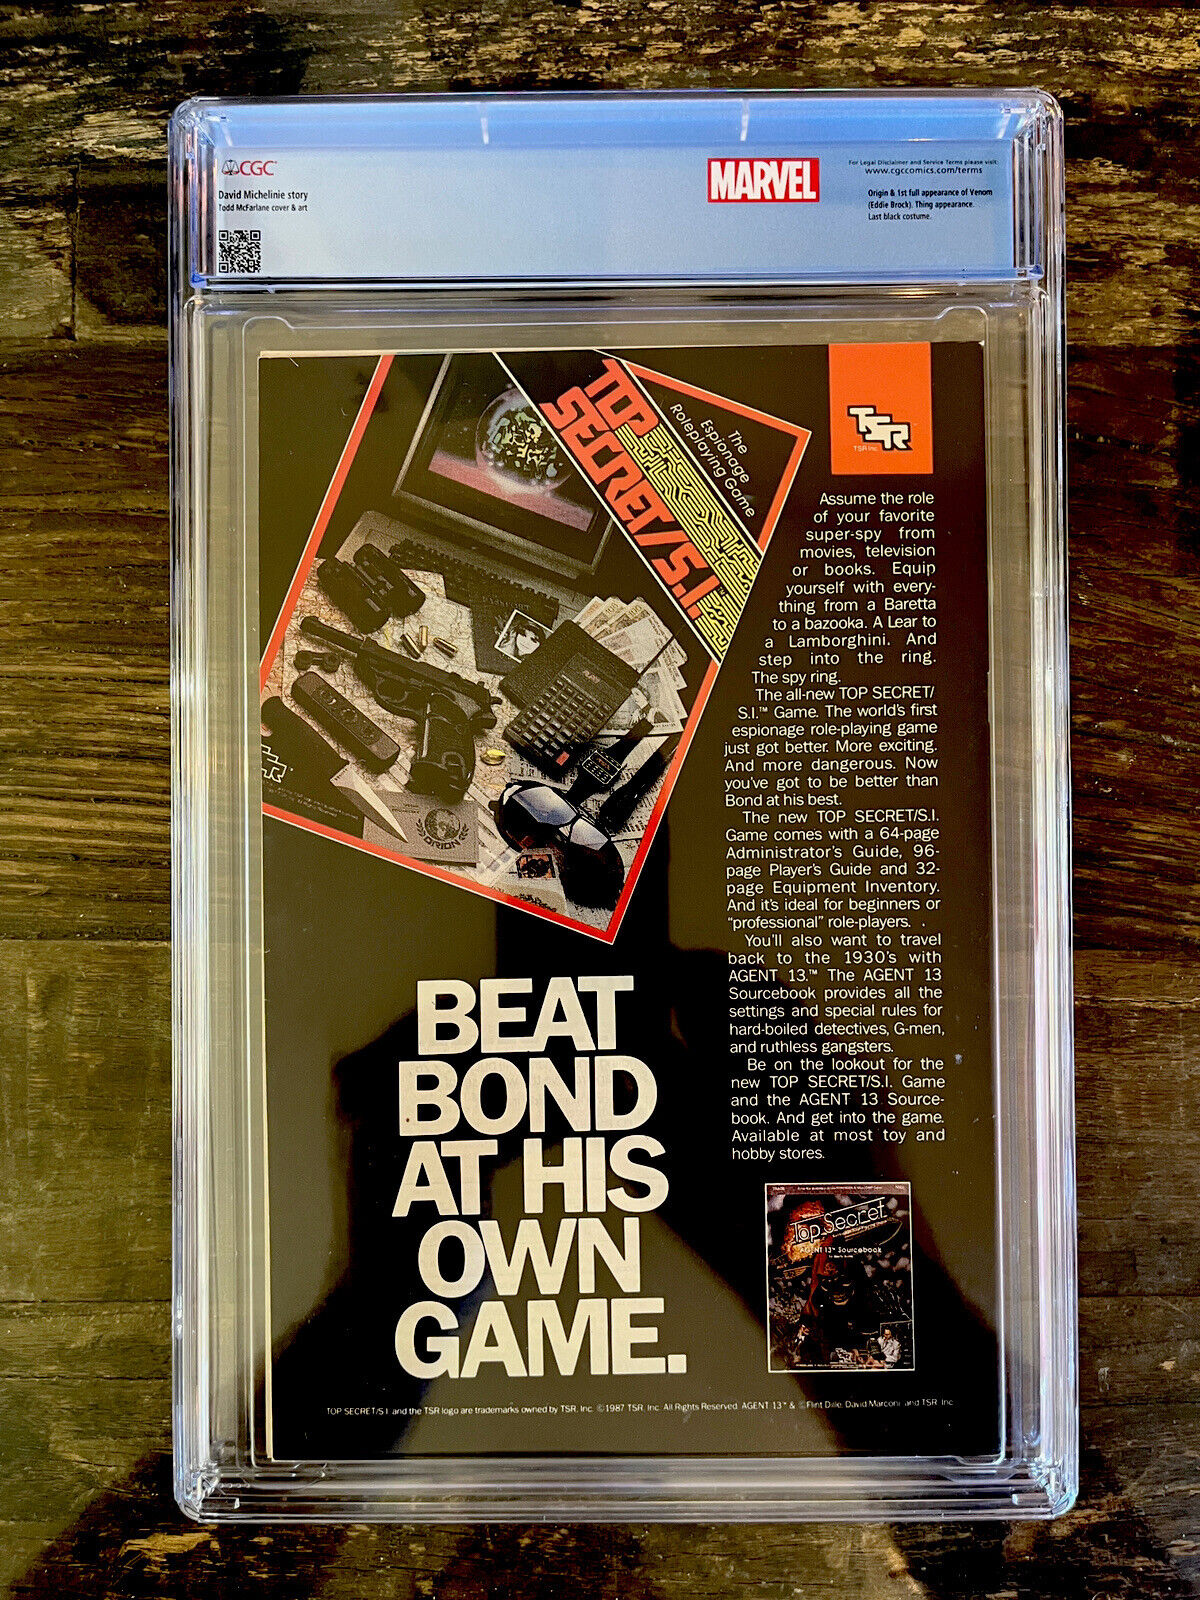 CGC
David Michelinie story
Todd McFarlane cover & art
MARVEL
For Legal Disclaimer and Service Terms please visit:
www.cgccomics.com/terms
Origin & 1st full appearance of Venom
(Eddie Brock). Thing appearance.
Last black costume.
TOP
SECRET/S.I.™
The
Espionage
Roleplaying Game
TSR
TSR Inc.
Assume the role
of your favorite
super-spy from
movies, television
or books. Equip
yourself with every-
thing from a Baretta
to a bazooka. A Lear to
a Lamborghini. And
step into the ring.
The spy ring.
The all-new TOP SECRET/
S.I.™ Game. The world's first
espionage role-playing game
just got better. More exciting.
And more dangerous. Now
you've got to be better than
Bond at his best.
The new TOP SECRET/S.I.
Game comes with a 64-page
Administrator's Guide, 96-
page Player's Guide and 32-
page Equipment Inventory.
And it's ideal for beginners or
"professional" role-players.
You'll also want to travel
back to the 1930's with
AGENT 13.™ The AGENT 13
Sourcebook provides all the
settings and special rules for
hard-boiled detectives, G-men,
and ruthless gangsters.
Be on the lookout for the
new TOP SECRET/S.I. Game
and the AGENT 13 Source-
book. And get into the game.
Available at most toy and
hobby stores.
ORION
BEAT
BOND
AT HIS
OWN
GAME.
Top Secret
AGENT 13™ Sourcebook
TOP SECRET/S.I. and the TSR logo are trademarks owned by TSR, Inc. ©1987 TSR, Inc. All Rights Reserved. AGENT 13™ & © Flint Dille, David Marconi and TSR, Inc.